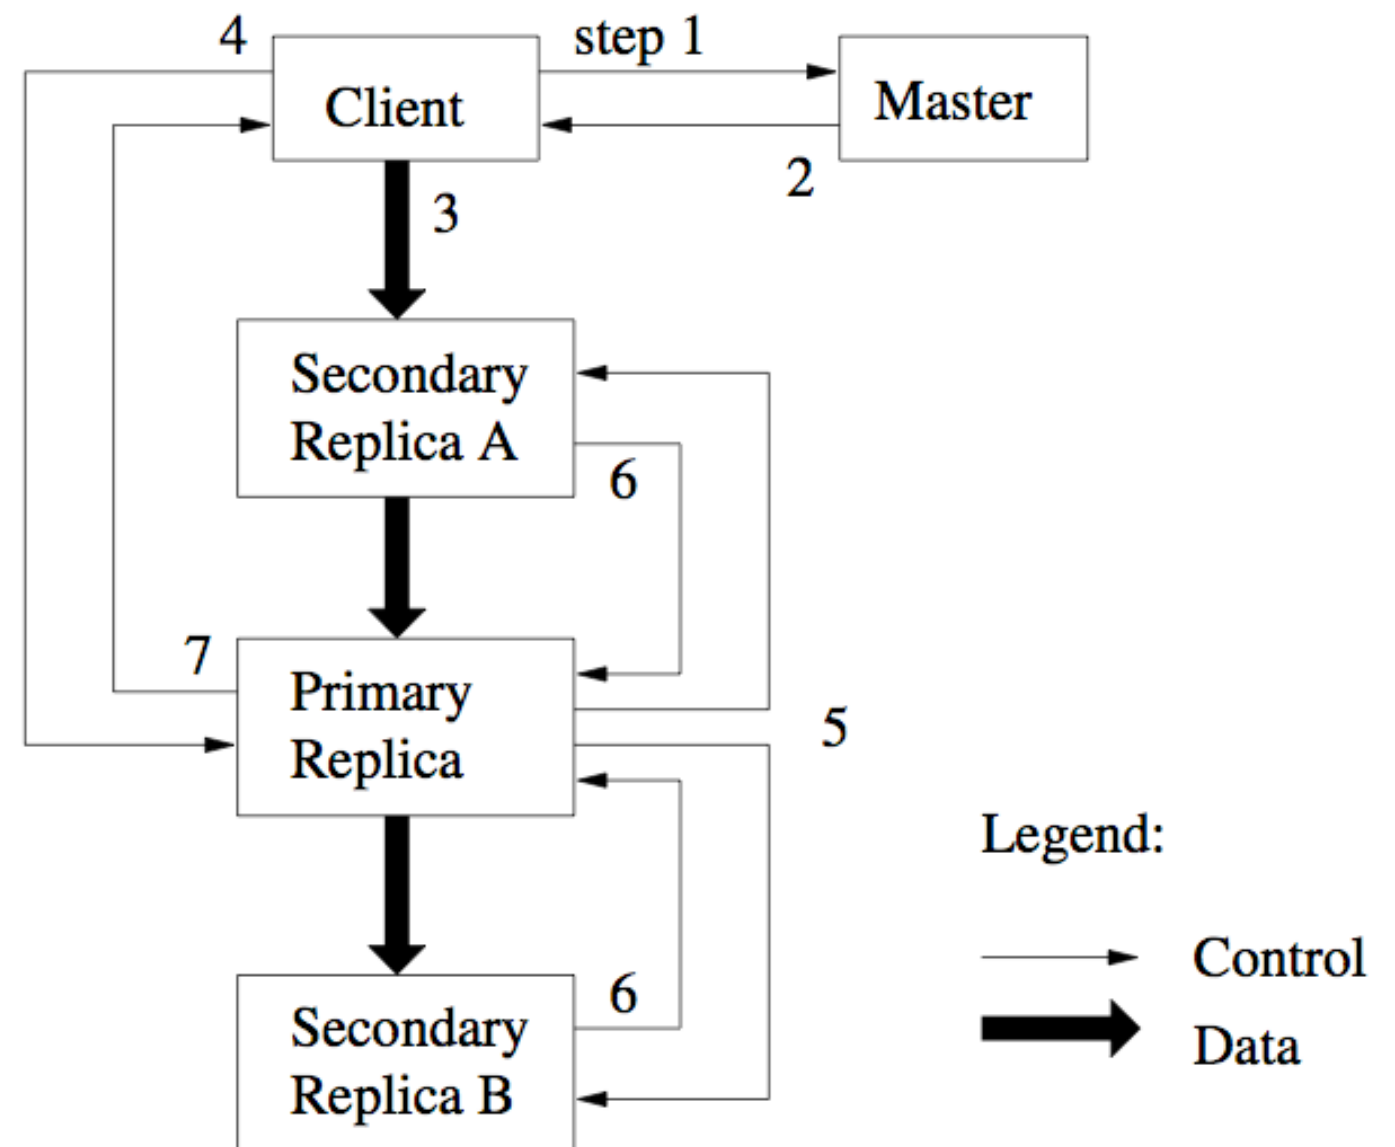 4
step 1
Client
Master
2
3
Secondary
Replica A
6
7
Primary
Replica
5
Legend:
Control
Data
6
Secondary
Replica B